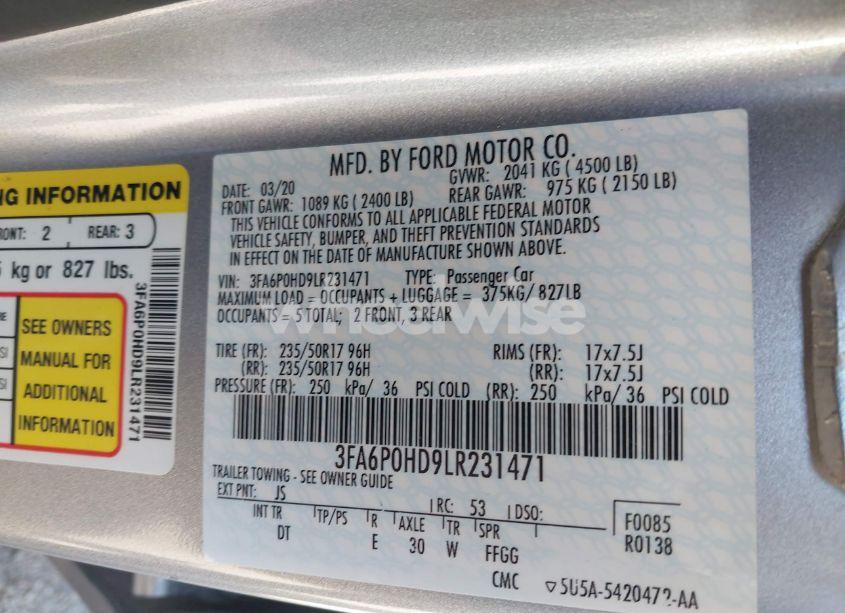 NG INFORMATION
RONT: 2 REAR: 3
kg or 827 lbs.
SEE OWNERS
MANUAL FOR
ADDITIONAL
INFORMATION
3FA6P0HD9LR231471
MFD. BY FORD MOTOR CO.
DATE: 03/20 GVWR: 2041 KG ( 4500 LB)
FRONT GAWR: 1089 KG ( 2400 LB) REAR GAWR: 975 KG ( 2150 LB)
THIS VEHICLE CONFORMS TO ALL APPLICABLE FEDERAL MOTOR
VEHICLE SAFETY, BUMPER, AND THEFT PREVENTION STANDARDS
IN EFFECT ON THE DATE OF MANUFACTURE SHOWN ABOVE.
VIN: 3FA6P0HD9LR231471 TYPE: Passenger Car
MAXIMUM LOAD = OCCUPANTS + LUGGAGE = 375KG/ 827LB
OCCUPANTS = 5 TOTAL; 2 FRONT, 3 REAR
wheelwise
TIRE (FR): 235/50R17 96H RIMS (FR): 17x7.5J
(RR): 235/50R17 96H (RR): 17x7.5J
PRESSURE (FR): 250 kPa/ 36 PSI COLD (RR): 250 kPa/ 36 PSI COLD
3FA6P0HD9LR231471
TRAILER TOWING - SEE OWNER GUIDE
EXT PNT: JS RC: 53 DSO: F0085
INT TR TP/PS R AXLE TR SPR R0138
DT E 30 W FFGG
CMC ▽5U5A-5420472-AA